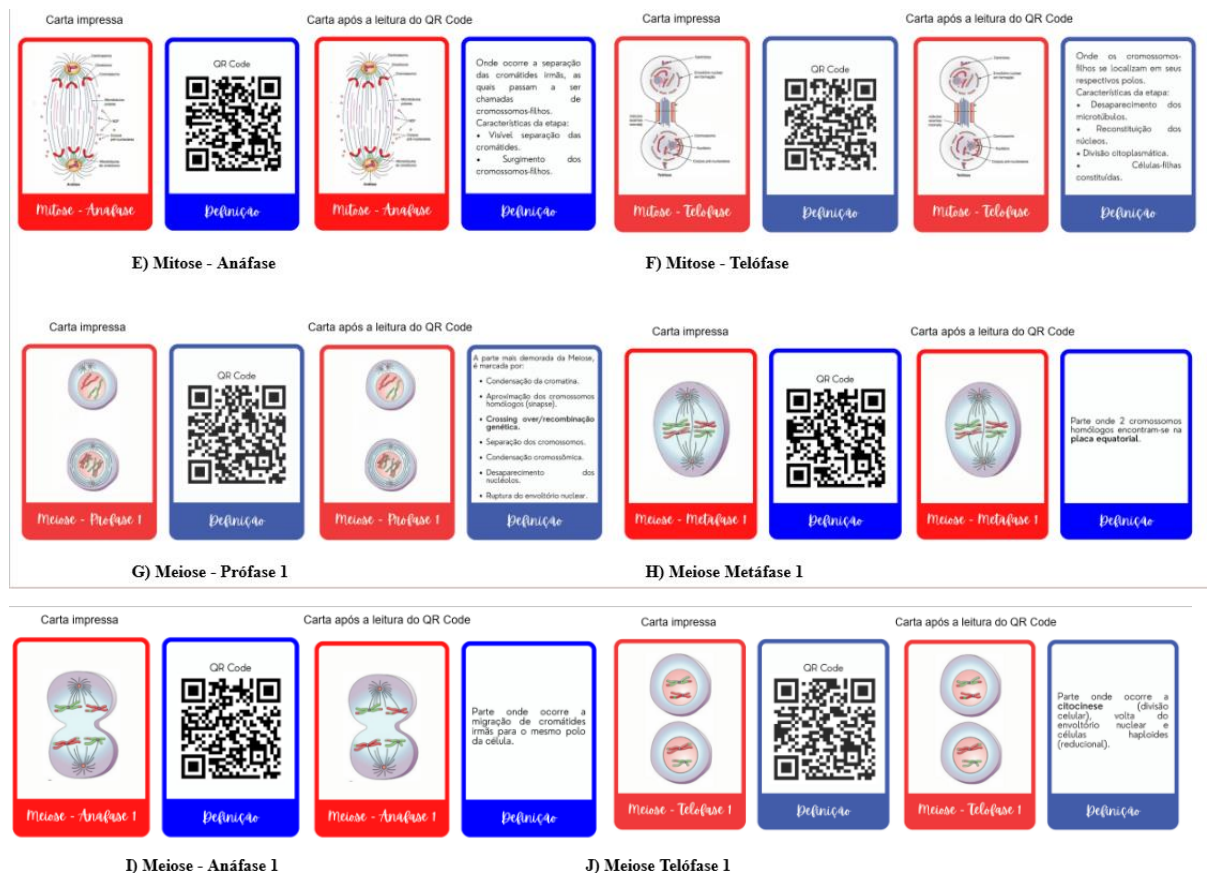 Carta impressa
Carta após a leitura do QR Code
Carta impressa
Carta após a leitura do QR Code
Anáfase
Mitose - Anáfase
QR Code
Definição
Anáfase
Mitose - Anáfase
Onde ocorre a separação
das cromátides irmãs, as
quais passam a ser
chamadas de
cromossomos-filhos.
Características da etapa:
• Visível separação das
cromátides.
• Surgimento dos
cromossomos-filhos.
Definição
Telófase
Mitose - Telófase
QR Code
Definição
Telófase
Mitose - Telófase
Onde os cromossomos-
filhos se localizam em seus
respectivos polos.
Características da etapa:
• Desaparecimento dos
microtúbulos.
• Reconstituição dos
núcleos.
• Divisão citoplasmática.
• Células-filhas
constituídas.
Definição
E) Mitose - Anáfase
F) Mitose - Telófase
Carta impressa
Carta após a leitura do QR Code
Carta impressa
Carta após a leitura do QR Code
Meiose - Prófase 1
QR Code
Definição
Meiose - Prófase 1
A parte mais demorada da Meiose,
é marcada por:
• Condensação da cromatina.
• Aproximação dos cromossomos
homólogos (sinapse).
• Crossing over/recombinação
genética.
• Separação dos cromossomos.
• Condensação cromossômica.
• Desaparecimento dos
nucléolos.
• Ruptura do envoltório nuclear.
Definição
Meiose - Metáfase 1
QR Code
Definição
Meiose - Metáfase 1
Parte onde 2 cromossomos
homólogos encontram-se na
placa equatorial.
Definição
G) Meiose - Prófase 1
H) Meiose Metáfase 1
Carta impressa
Carta após a leitura do QR Code
Carta impressa
Carta após a leitura do QR Code
Meiose - Anáfase 1
QR Code
Definição
Meiose - Anáfase 1
Parte onde ocorre a
migração de cromátides
irmãs para o mesmo polo
da célula.
Definição
Meiose - Telófase 1
QR Code
Definição
Meiose - Telófase 1
Parte onde ocorre a
citocinese (divisão
celular), volta do
envoltório nuclear e
células haploides
(reducional).
Definição
I) Meiose - Anáfase 1
J) Meiose Telófase 1